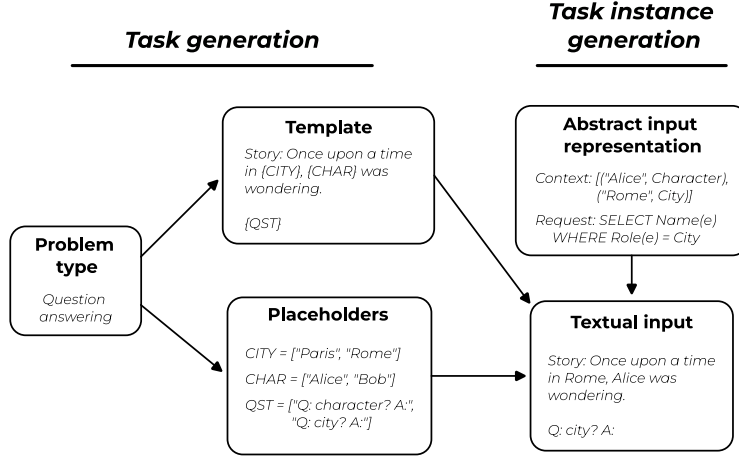 Task generation
Task instance
generation
Template
Story: Once upon a time
in {CITY}, {CHAR} was
wondering.
{QST}
Abstract input
representation
Context: [("Alice", Character),
("Rome", City)]
Request: SELECT Name(e)
WHERE Role(e) = City
Problem
type
Question
answering
Placeholders
CITY = ["Paris", "Rome"]
CHAR = ["Alice", "Bob"]
QST = ["Q: character? A:",
"Q: city? A:"]
Textual input
Story: Once upon a time
in Rome, Alice was
wondering.
Q: city? A: